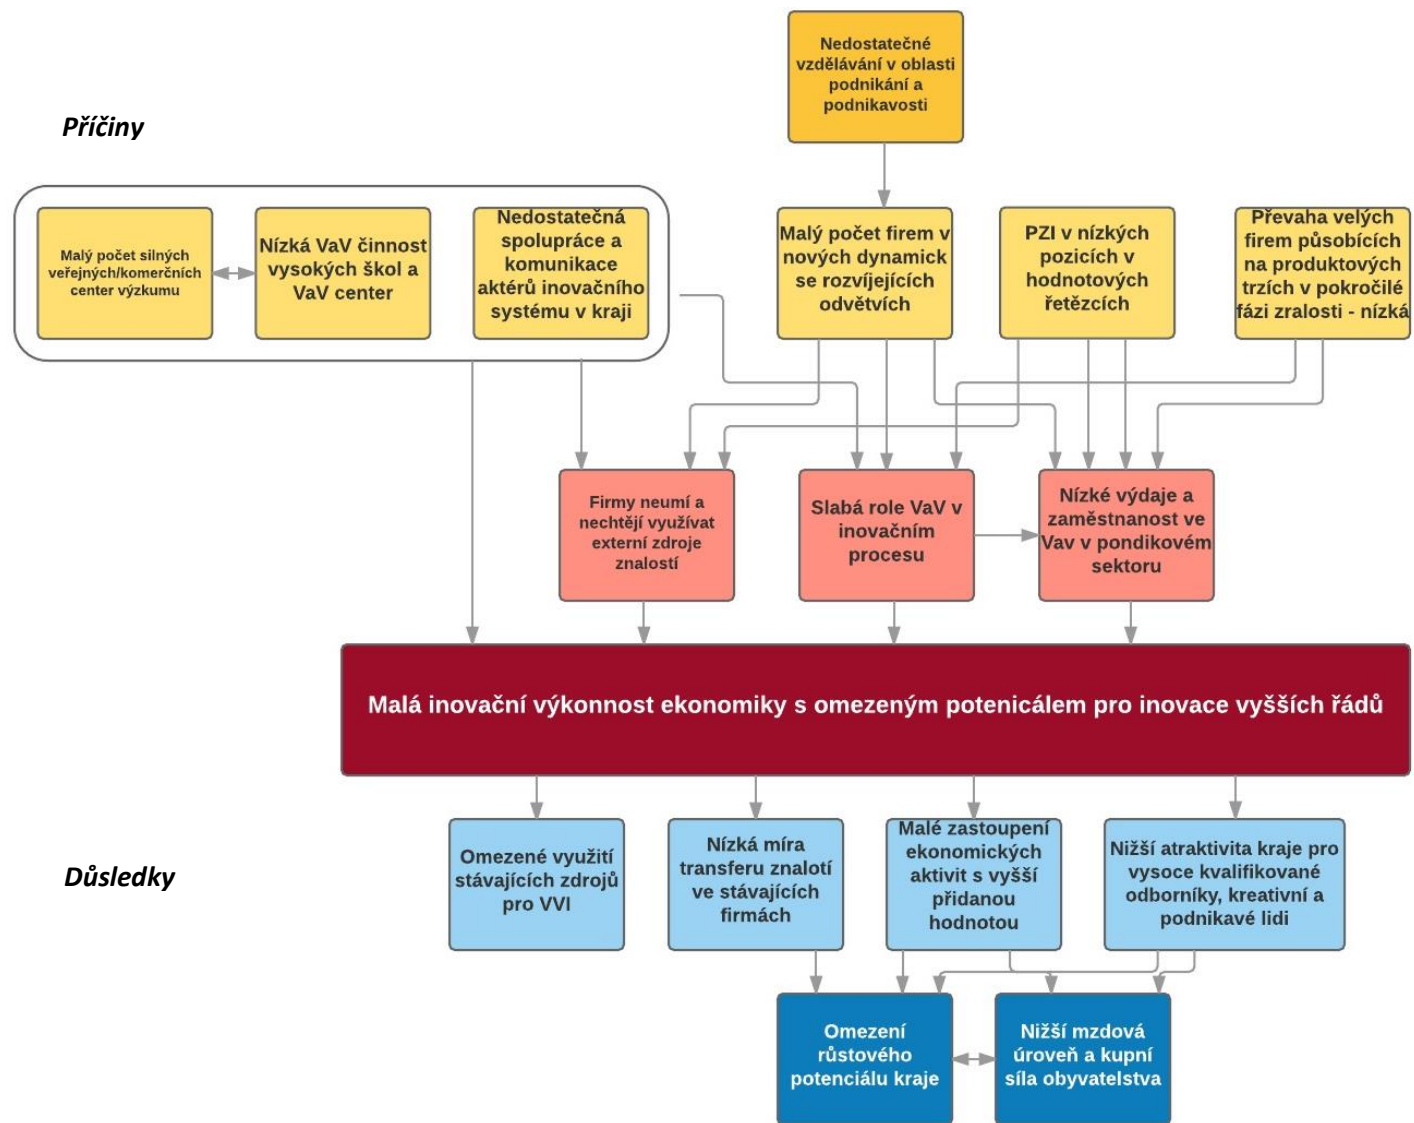 Nedostatečné
vzdělávání v oblasti
podnikání a
podnikavosti
Příčiny
Malý počet silných
veřejných/komerčních
center výzkumu
Nízká VaV činnost
vysokých škol a
VaV center
Nedostatečná
spolupráce a
komunikace
aktérů inovačního
systému v kraji
Malý počet firem v
nových dynamick
se rozvíjejících
odvětvích
PZI v nízkých
pozicích v
hodnotových
řetězcích
Převaha velých
firem působících
na produktových
trzích v pokročilé
fázi zralosti - nízká
Firmy neumí a
nechtějí využívat
externí zdroje
znalostí
Slabá role VaV v
inovačním
procesu
Nízké výdaje a
zaměstnanost ve
Vav v pondikovém
sektoru
Malá inovační výkonnost ekonomiky s omezeným potenicálem pro inovace vyšších řádů
Důsledky
Omezené využití
stávajících zdrojů
pro VVI
Nízká míra
transferu znalotí
ve stávajících
firmách
Malé zastoupení
ekonomických
aktivit s vyšší
přidanou
hodnotou
Nižší atraktivita kraje pro
vysoce kvalifikované
odborníky, kreativní a
podnikavé lidi
Omezení
růstového
potenciálu kraje
Nižší mzdová
úroveň a kupní
síla obyvatelstva